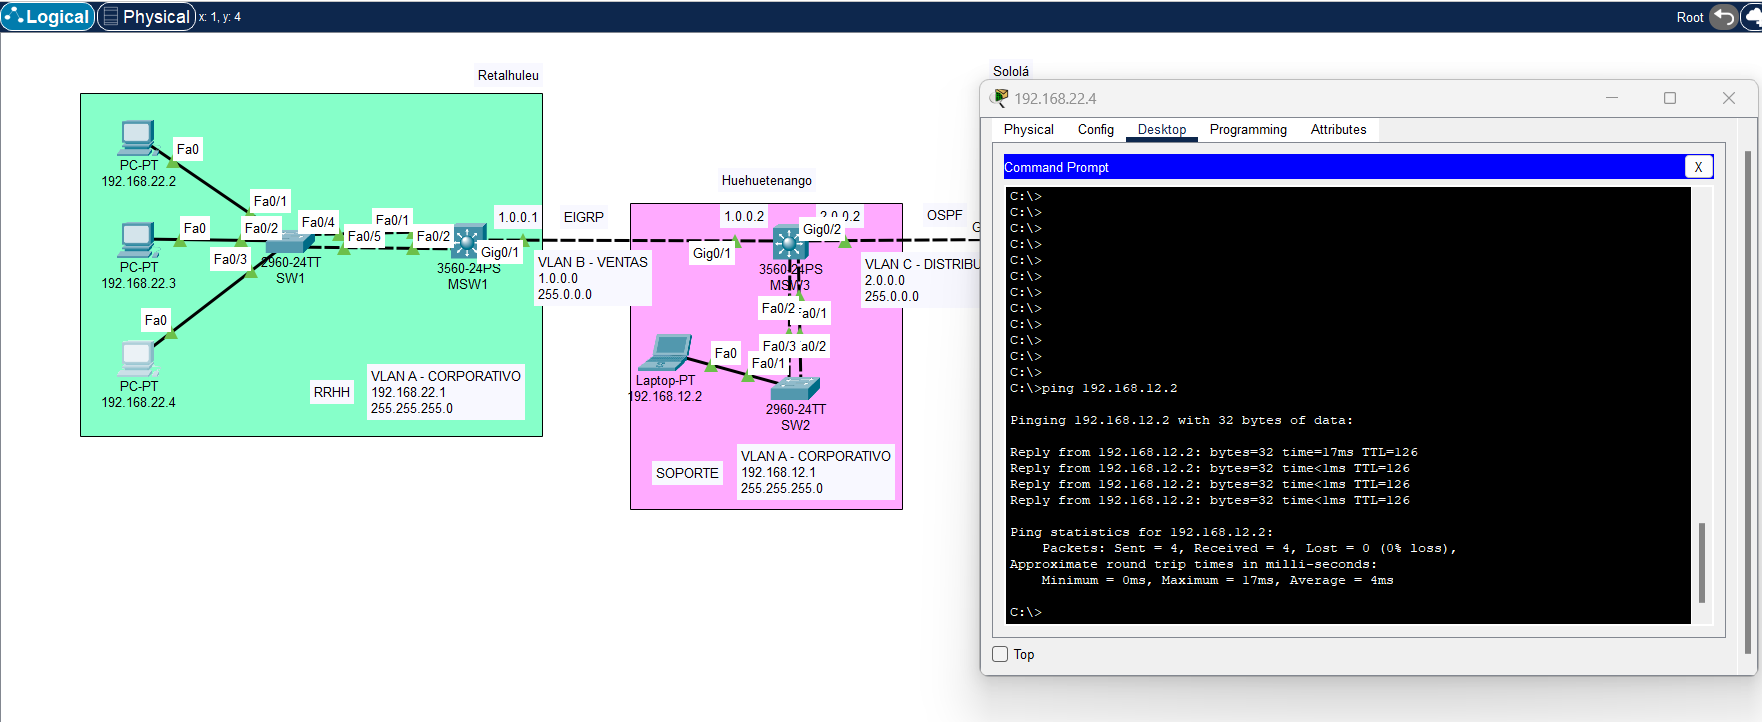 Logical
Physical
x: 1, y: 4
Root
Retalhuleu
Sololá
Huehuetenango
PC-PT
192.168.22.2
Fa0
Fa0/1
PC-PT
192.168.22.3
Fa0
Fa0/2
Fa0/4
Fa0/5
Fa0/3
2960-24TT
SW1
Fa0/1
Fa0/2
3560-24PS
MSW1
Gig0/1
1.0.0.1
EIGRP
PC-PT
192.168.22.4
Fa0
RRHH
VLAN A - CORPORATIVO
192.168.22.1
255.255.255.0
VLAN B - VENTAS
1.0.0.0
255.0.0.0
1.0.0.2
2.0.0.2
Gig0/1
Gig0/2
3560-24PS
MSW3
Fa0/2
Fa0/1
OSPF
G
VLAN C - DISTRIBU
2.0.0.0
255.0.0.0
Laptop-PT
192.168.12.2
Fa0
Fa0/1
Fa0/3
a0/2
2960-24TT
SW2
SOPORTE
VLAN A - CORPORATIVO
192.168.12.1
255.255.255.0
192.168.22.4
Physical
Config
Desktop
Programming
Attributes
Command Prompt
X
C:\>
C:\>
C:\>
C:\>
C:\>
C:\>
C:\>
C:\>
C:\>
C:\>
C:\>
C:\>
C:\>ping 192.168.12.2
Pinging 192.168.12.2 with 32 bytes of data:
Reply from 192.168.12.2: bytes=32 time=17ms TTL=126
Reply from 192.168.12.2: bytes=32 time<1ms TTL=126
Reply from 192.168.12.2: bytes=32 time<1ms TTL=126
Reply from 192.168.12.2: bytes=32 time<1ms TTL=126
Ping statistics for 192.168.12.2:
Packets: Sent = 4, Received = 4, Lost = 0 (0% loss),
Approximate round trip times in milli-seconds:
Minimum = 0ms, Maximum = 17ms, Average = 4ms
C:\>
Top